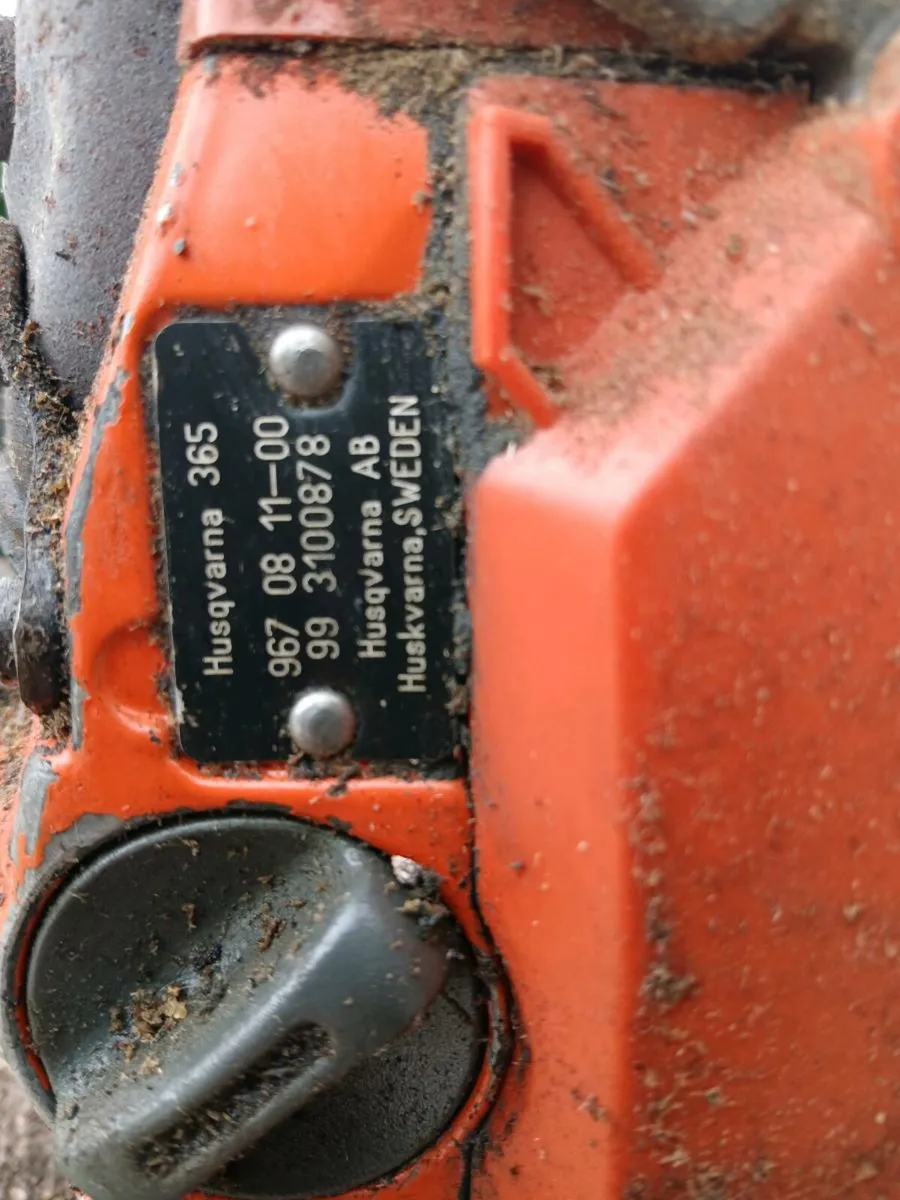 Husqvarna 365
967 08 11-00
99 3100878
Husqvarna AB
Huskvarna,SWEDEN